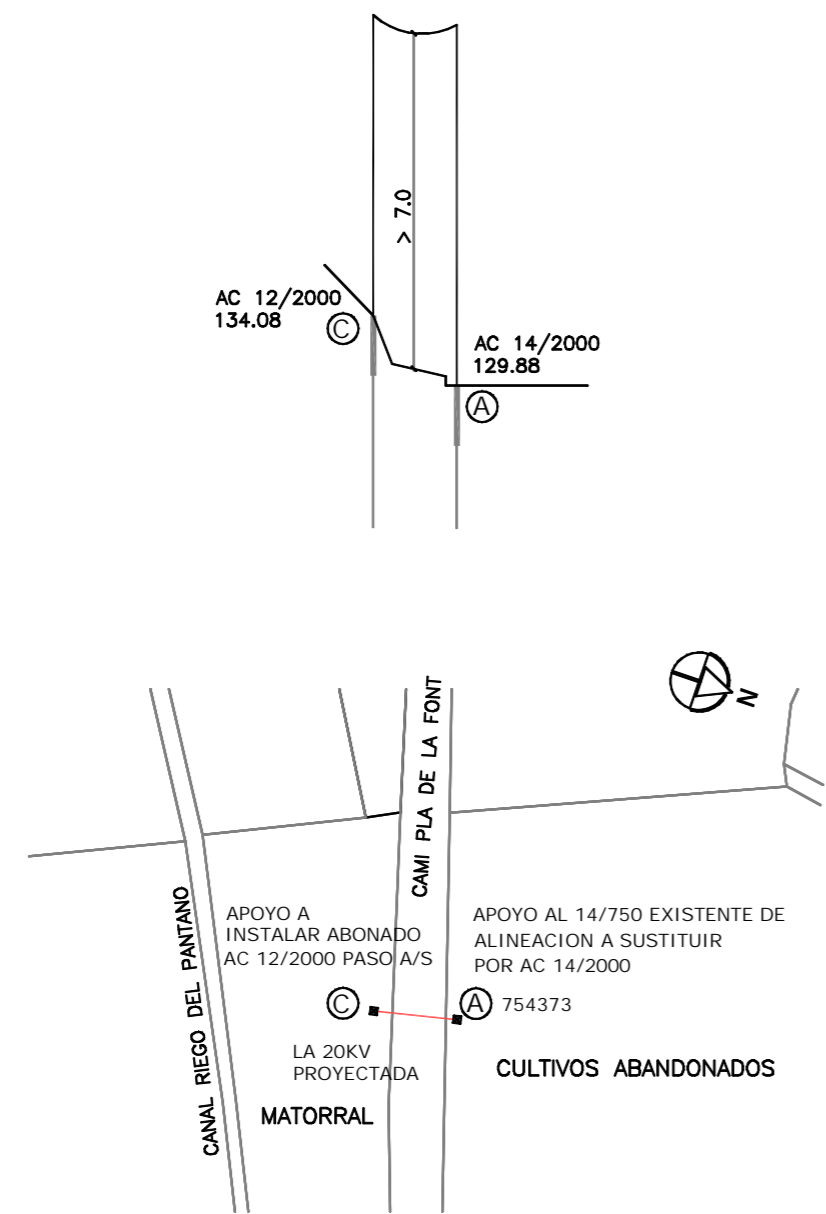 > 7.0
AC 12/2000
134.08
C
AC 14/2000
129.88
A
N
CAMI PLA DE LA FONT
CANAL RIEGO DEL PANTANO
APOYO A
INSTALAR ABONADO
AC 12/2000 PASO A/S
APOYO AL 14/750 EXISTENTE DE
ALINEACION A SUSTITUIR
POR AC 14/2000
C
A 754373
LA 20KV
PROYECTADA
CULTIVOS ABANDONADOS
MATORRAL